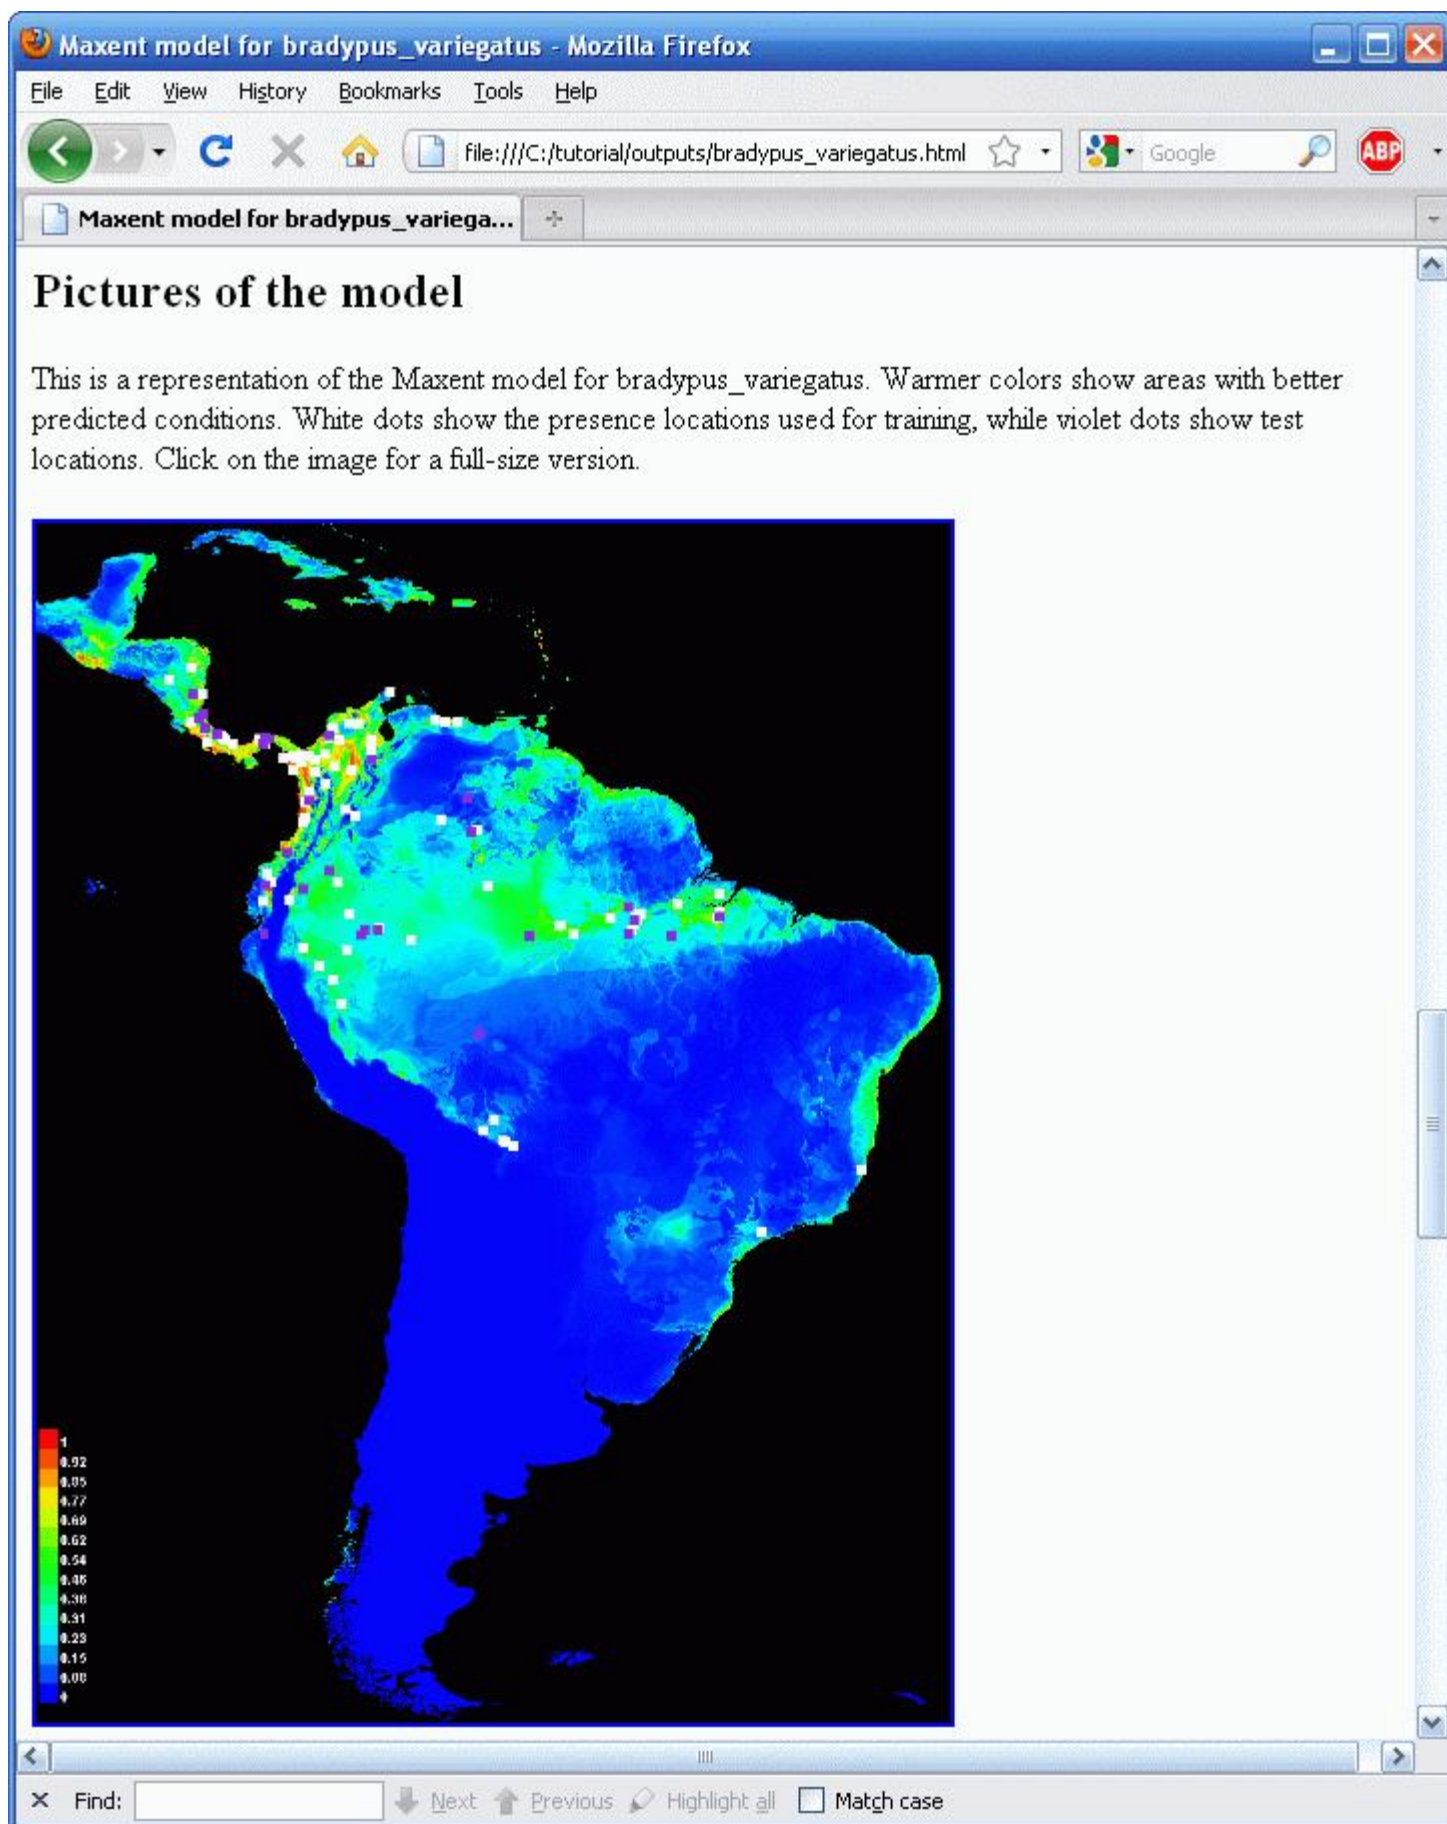 Maxent model for bradypus_variegatus - Mozilla Firefox
File Edit View History Bookmarks Tools Help
file:///C:/tutorial/outputs/bradypus_variegatus.html Google ABP
Maxent model for bradypus_variega...
Pictures of the model
This is a representation of the Maxent model for bradypus_variegatus. Warmer colors show areas with better
predicted conditions. White dots show the presence locations used for training, while violet dots show test
locations. Click on the image for a full-size version.
1
0.92
0.85
0.77
0.69
0.62
0.54
0.46
0.38
0.31
0.23
0.15
0.08
0
× Find: Next Previous Highlight all Match case